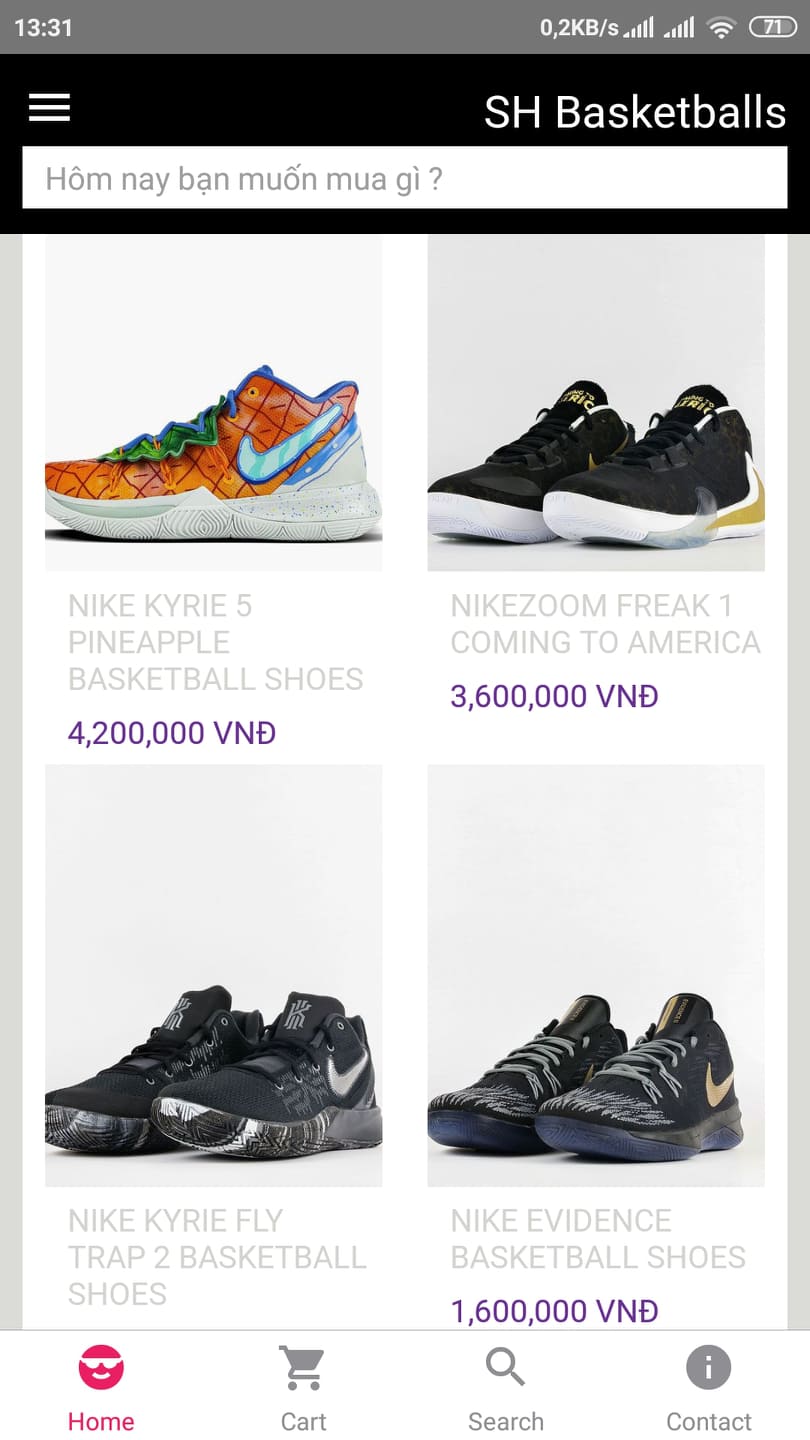 13:31
0,2KB/s
71
SH Basketballs
Hôm nay bạn muốn mua gì ?
NIKE KYRIE 5
PINEAPPLE
BASKETBALL SHOES
4,200,000 VNĐ
NIKEZOOM FREAK 1
COMING TO AMERICA
3,600,000 VNĐ
NIKE KYRIE FLY
TRAP 2 BASKETBALL
SHOES
NIKE EVIDENCE
BASKETBALL SHOES
1,600,000 VNĐ
Home
Cart
Search
Contact